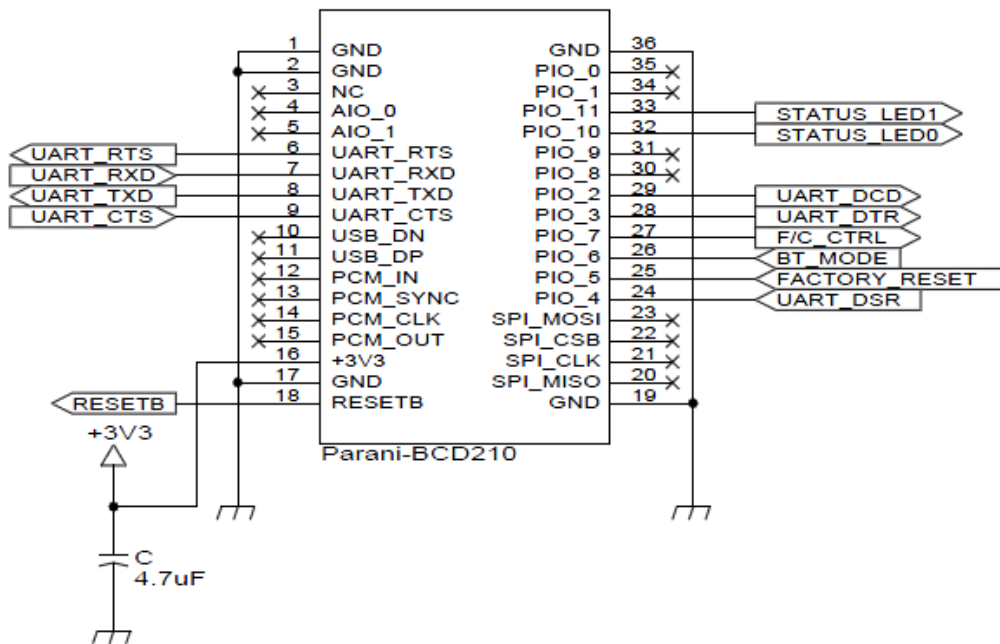 1 GND GND 36
2 GND PIO_0 35
3 NC PIO_1 34
4 AIO_0 PIO_11 33 STATUS_LED1
5 AIO_1 PIO_10 32 STATUS_LED0
UART_RTS 6 UART_RTS PIO_9 31
UART_RXD 7 UART_RXD PIO_8 30
UART_TXD 8 UART_TXD PIO_2 29 UART_DCD
UART_CTS 9 UART_CTS PIO_3 28 UART_DTR
10 USB_DN PIO_7 27 F/C_CTRL
11 USB_DP PIO_6 26 BT_MODE
12 PCM_IN PIO_5 25 FACTORY_RESET
13 PCM_SYNC PIO_4 24 UART_DSR
14 PCM_CLK SPI_MOSI 23
15 PCM_OUT SPI_CSB 22
16 +3V3 SPI_CLK 21
17 GND SPI_MISO 20
RESETB 18 RESETB GND 19
+3V3
Parani-BCD210
C
4.7uF